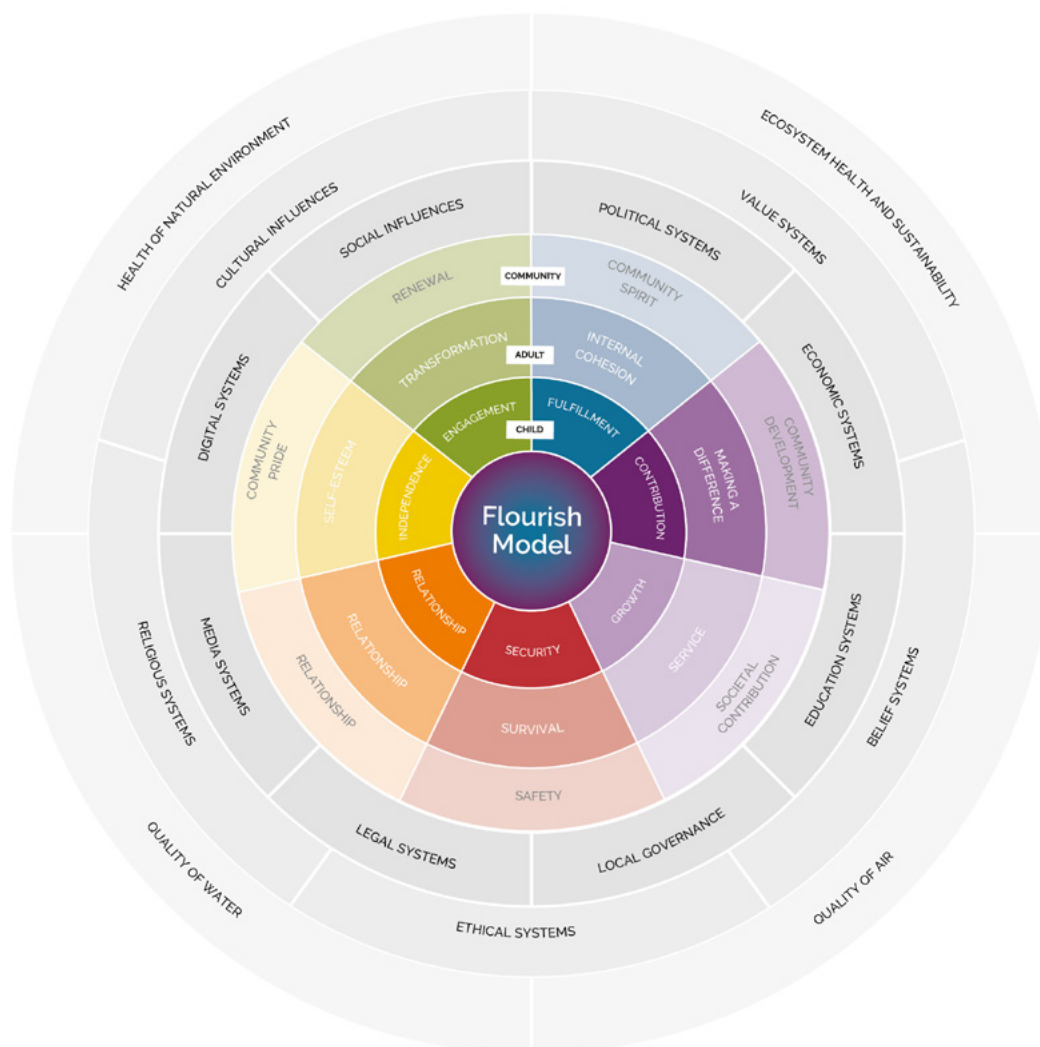 HEALTH OF NATURAL ENVIRONMENT
ECOSYSTEM HEALTH AND SUSTAINABILITY
CULTURAL INFLUENCES
VALUE SYSTEMS
SOCIAL INFLUENCES
POLITICAL SYSTEMS
DIGITAL SYSTEMS
ECONOMIC SYSTEMS
RENEWAL
COMMUNITY
COMMUNITY
SPIRIT
TRANSFORMATION
ADULT
INTERNAL
COHESION
ENGAGEMENT
CHILD
FULFILLMENT
COMMUNITY
PRIDE
SELF-ESTEEM
INDEPENDENCE
Flourish
Model
CONTRIBUTION
MAKING A
DIFFERENCE
COMMUNITY
DEVELOPMENT
RELATIONSHIP
RELATIONSHIP
RELATIONSHIP
SECURITY
SURVIVAL
SAFETY
GROWTH
SERVICE
SOCIETAL
CONTRIBUTION
RELIGIOUS SYSTEMS
MEDIA SYSTEMS
EDUCATION SYSTEMS
BELIEF SYSTEMS
LEGAL SYSTEMS
LOCAL GOVERNANCE
QUALITY OF WATER
ETHICAL SYSTEMS
QUALITY OF AIR